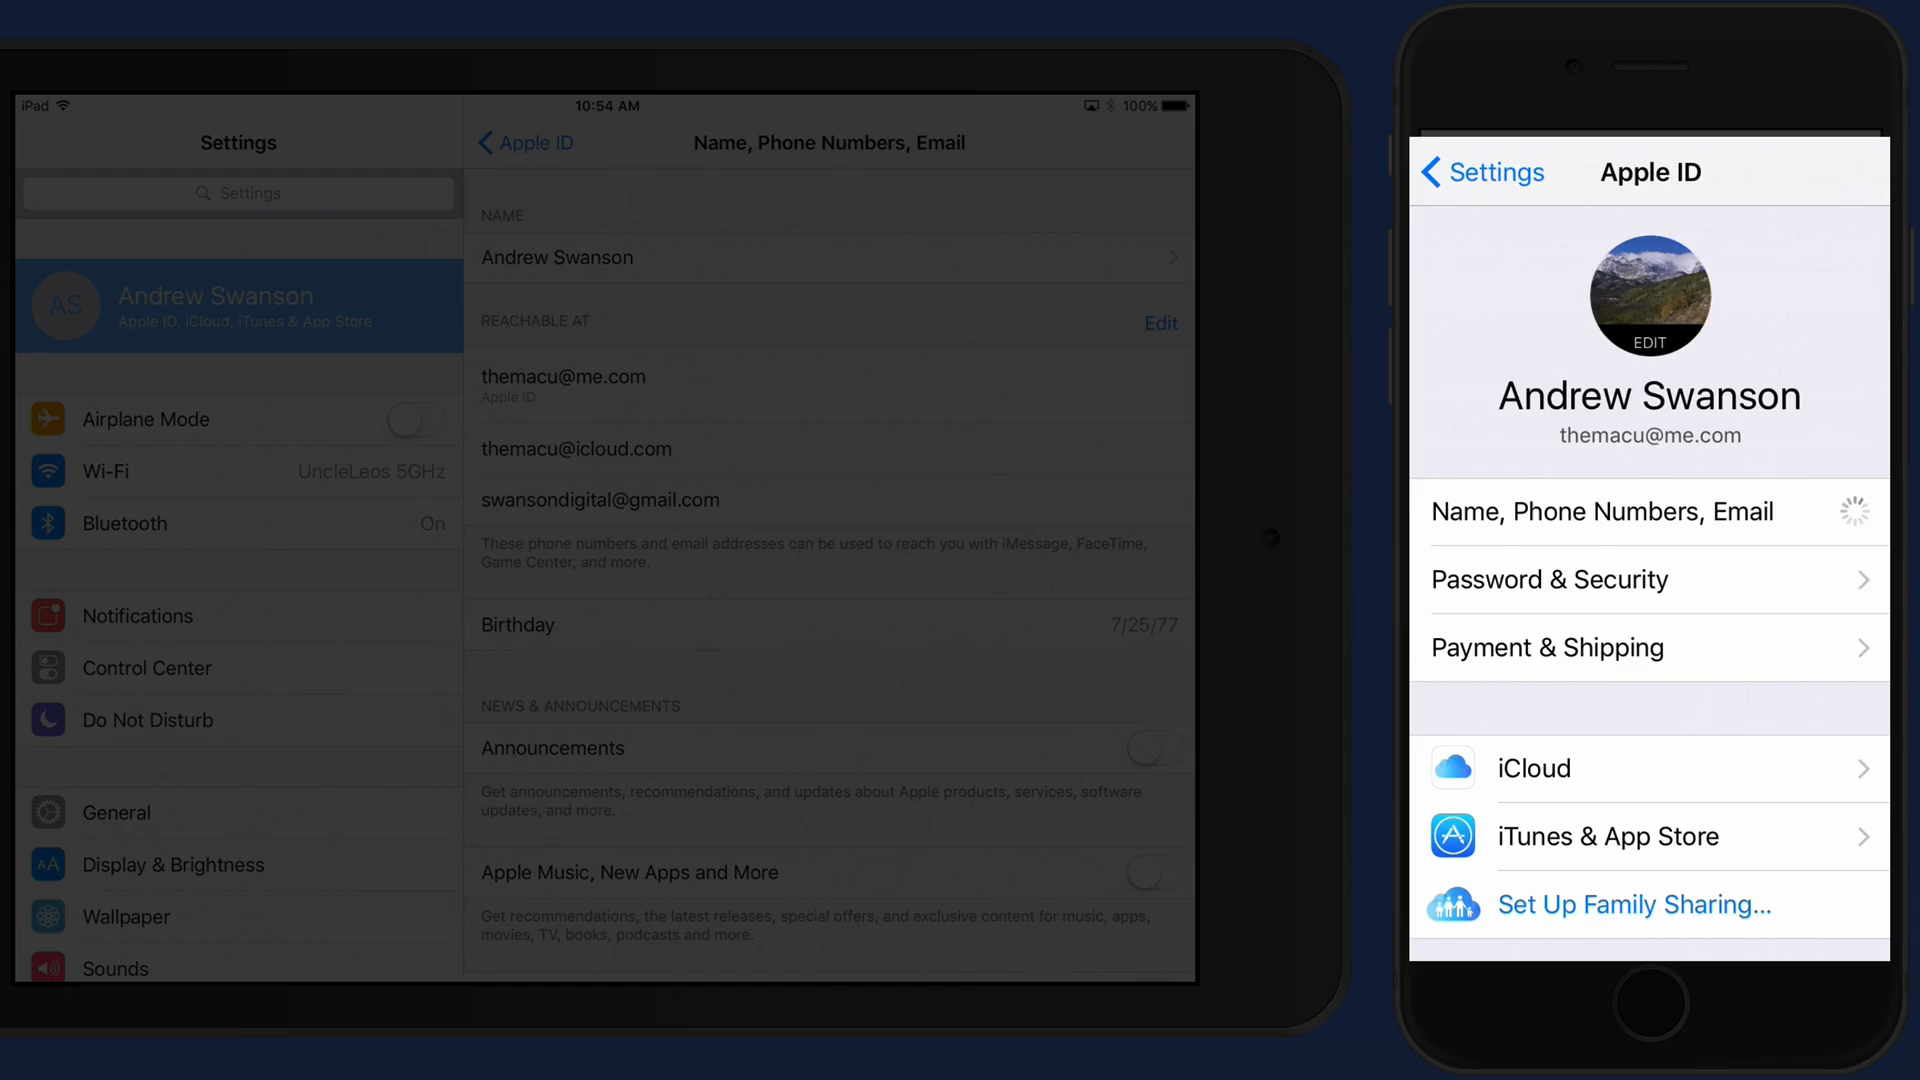 iPad
10:54 AM
100%
Settings
Settings
AS
Andrew Swanson
Apple ID, iCloud, iTunes & App Store
Airplane Mode
Wi-Fi
UncleLeos 5GHz
Bluetooth
On
Notifications
Control Center
Do Not Disturb
General
AA
Display & Brightness
Wallpaper
Sounds
Apple ID
Name, Phone Numbers, Email
NAME
Andrew Swanson
REACHABLE AT
Edit
themacu@me.com
Apple ID
themacu@icloud.com
swansondigital@gmail.com
These phone numbers and email addresses can be used to reach you with iMessage, FaceTime,
Game Center, and more.
Birthday
7/25/77
NEWS & ANNOUNCEMENTS
Announcements
Get announcements, recommendations, and updates about Apple products, services, software
updates, and more.
Apple Music, New Apps and More
Get recommendations, the latest releases, special offers, and exclusive content for music, apps,
movies, TV, books, podcasts and more.
Settings
Apple ID
EDIT
Andrew Swanson
themacu@me.com
Name, Phone Numbers, Email
Password & Security
Payment & Shipping
iCloud
iTunes & App Store
Set Up Family Sharing...